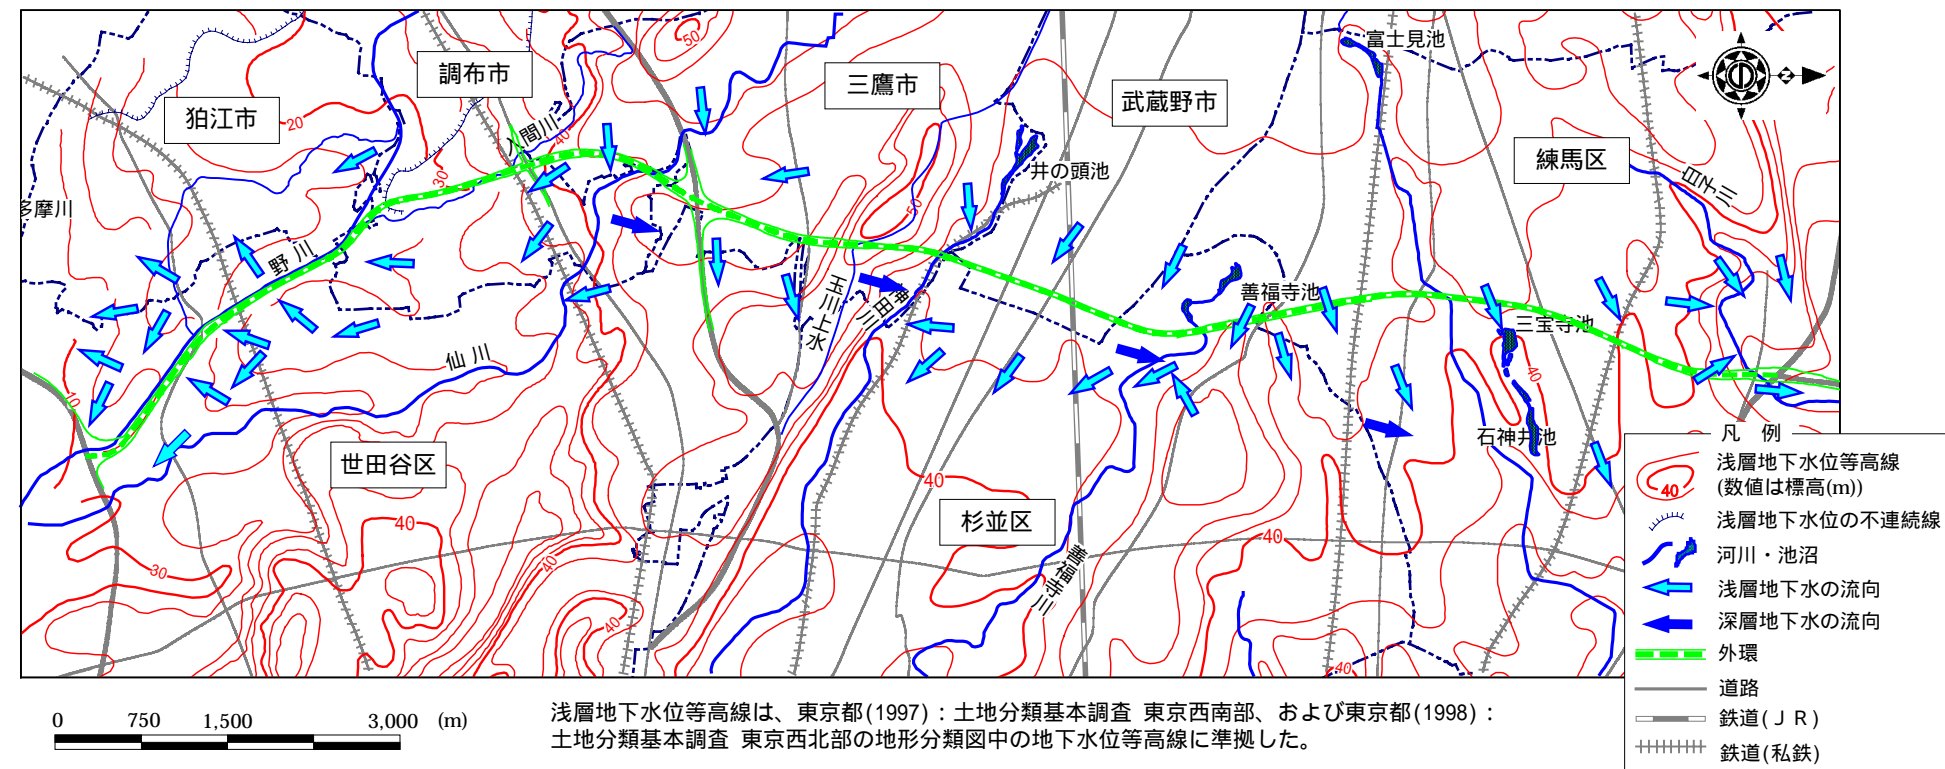 富士見池
調布市
三鷹市
武蔵野市
狛江市
練馬区
入間川
井の頭池
白子川
多摩川
野川
善福寺池
玉川上水
神田川
三宝寺池
仙川
石神井池
世田谷区
杉並区
善福寺川
50
20
40
30
50
10
40
40
40
40
30
40
40
40
凡 例
浅層地下水位等高線
(数値は標高(m))
40
浅層地下水位の不連続線
河川・池沼
浅層地下水の流向
深層地下水の流向
外環
道路
鉄道(ＪＲ)
鉄道(私鉄)
0 750 1,500 3,000 (m)
浅層地下水位等高線は、東京都(1997)：土地分類基本調査 東京西南部、および東京都(1998)：
土地分類基本調査 東京西北部の地形分類図中の地下水位等高線に準拠した。